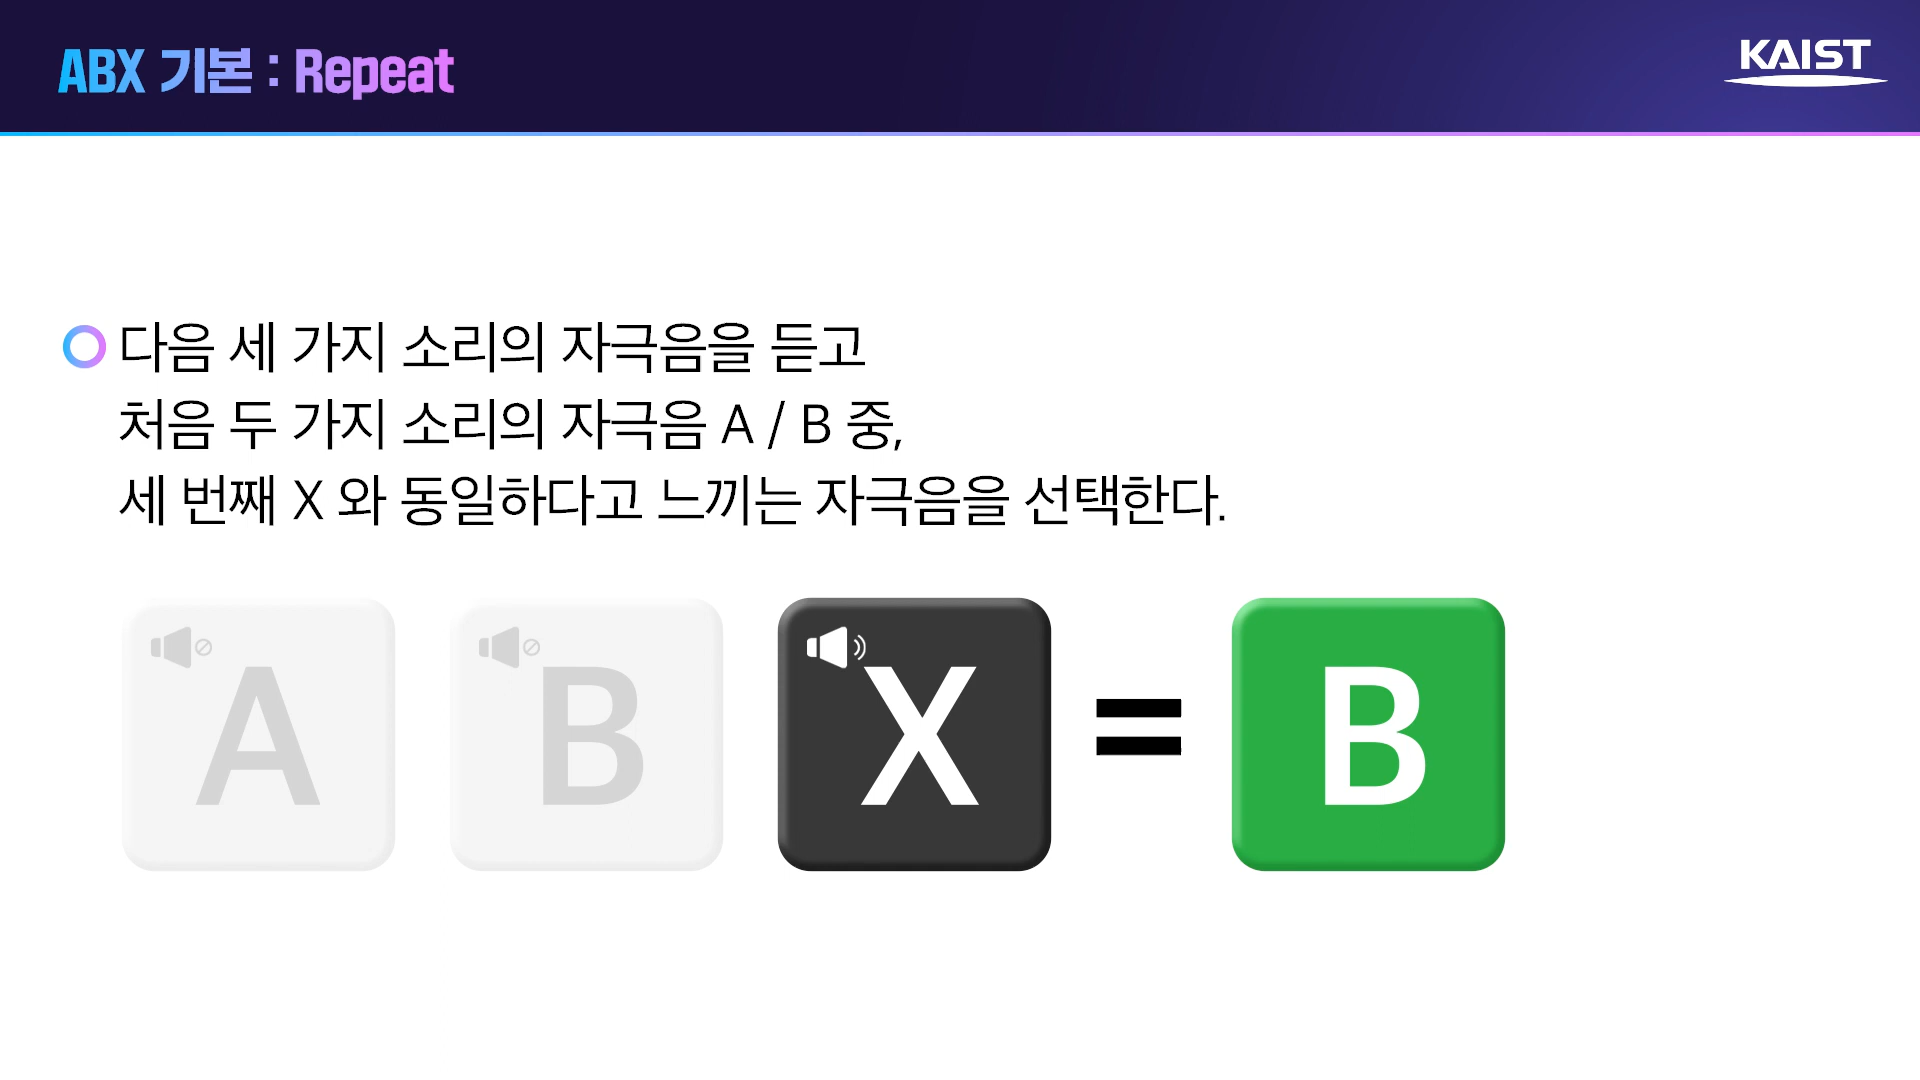 ABX 기본 : Repeat
KAIST
다음 세 가지 소리의 자극음을 듣고
처음 두 가지 소리의 자극음 A / B 중,
세 번째 X 와 동일하다고 느끼는 자극음을 선택한다.
A B X = B